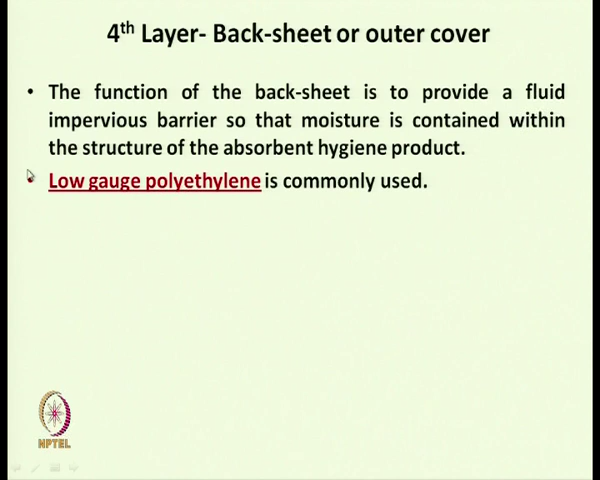 4th Layer- Back-sheet or outer cover
• The function of the back-sheet is to provide a fluid
impervious barrier so that moisture is contained within
the structure of the absorbent hygiene product.
• Low gauge polyethylene is commonly used.
NPTEL